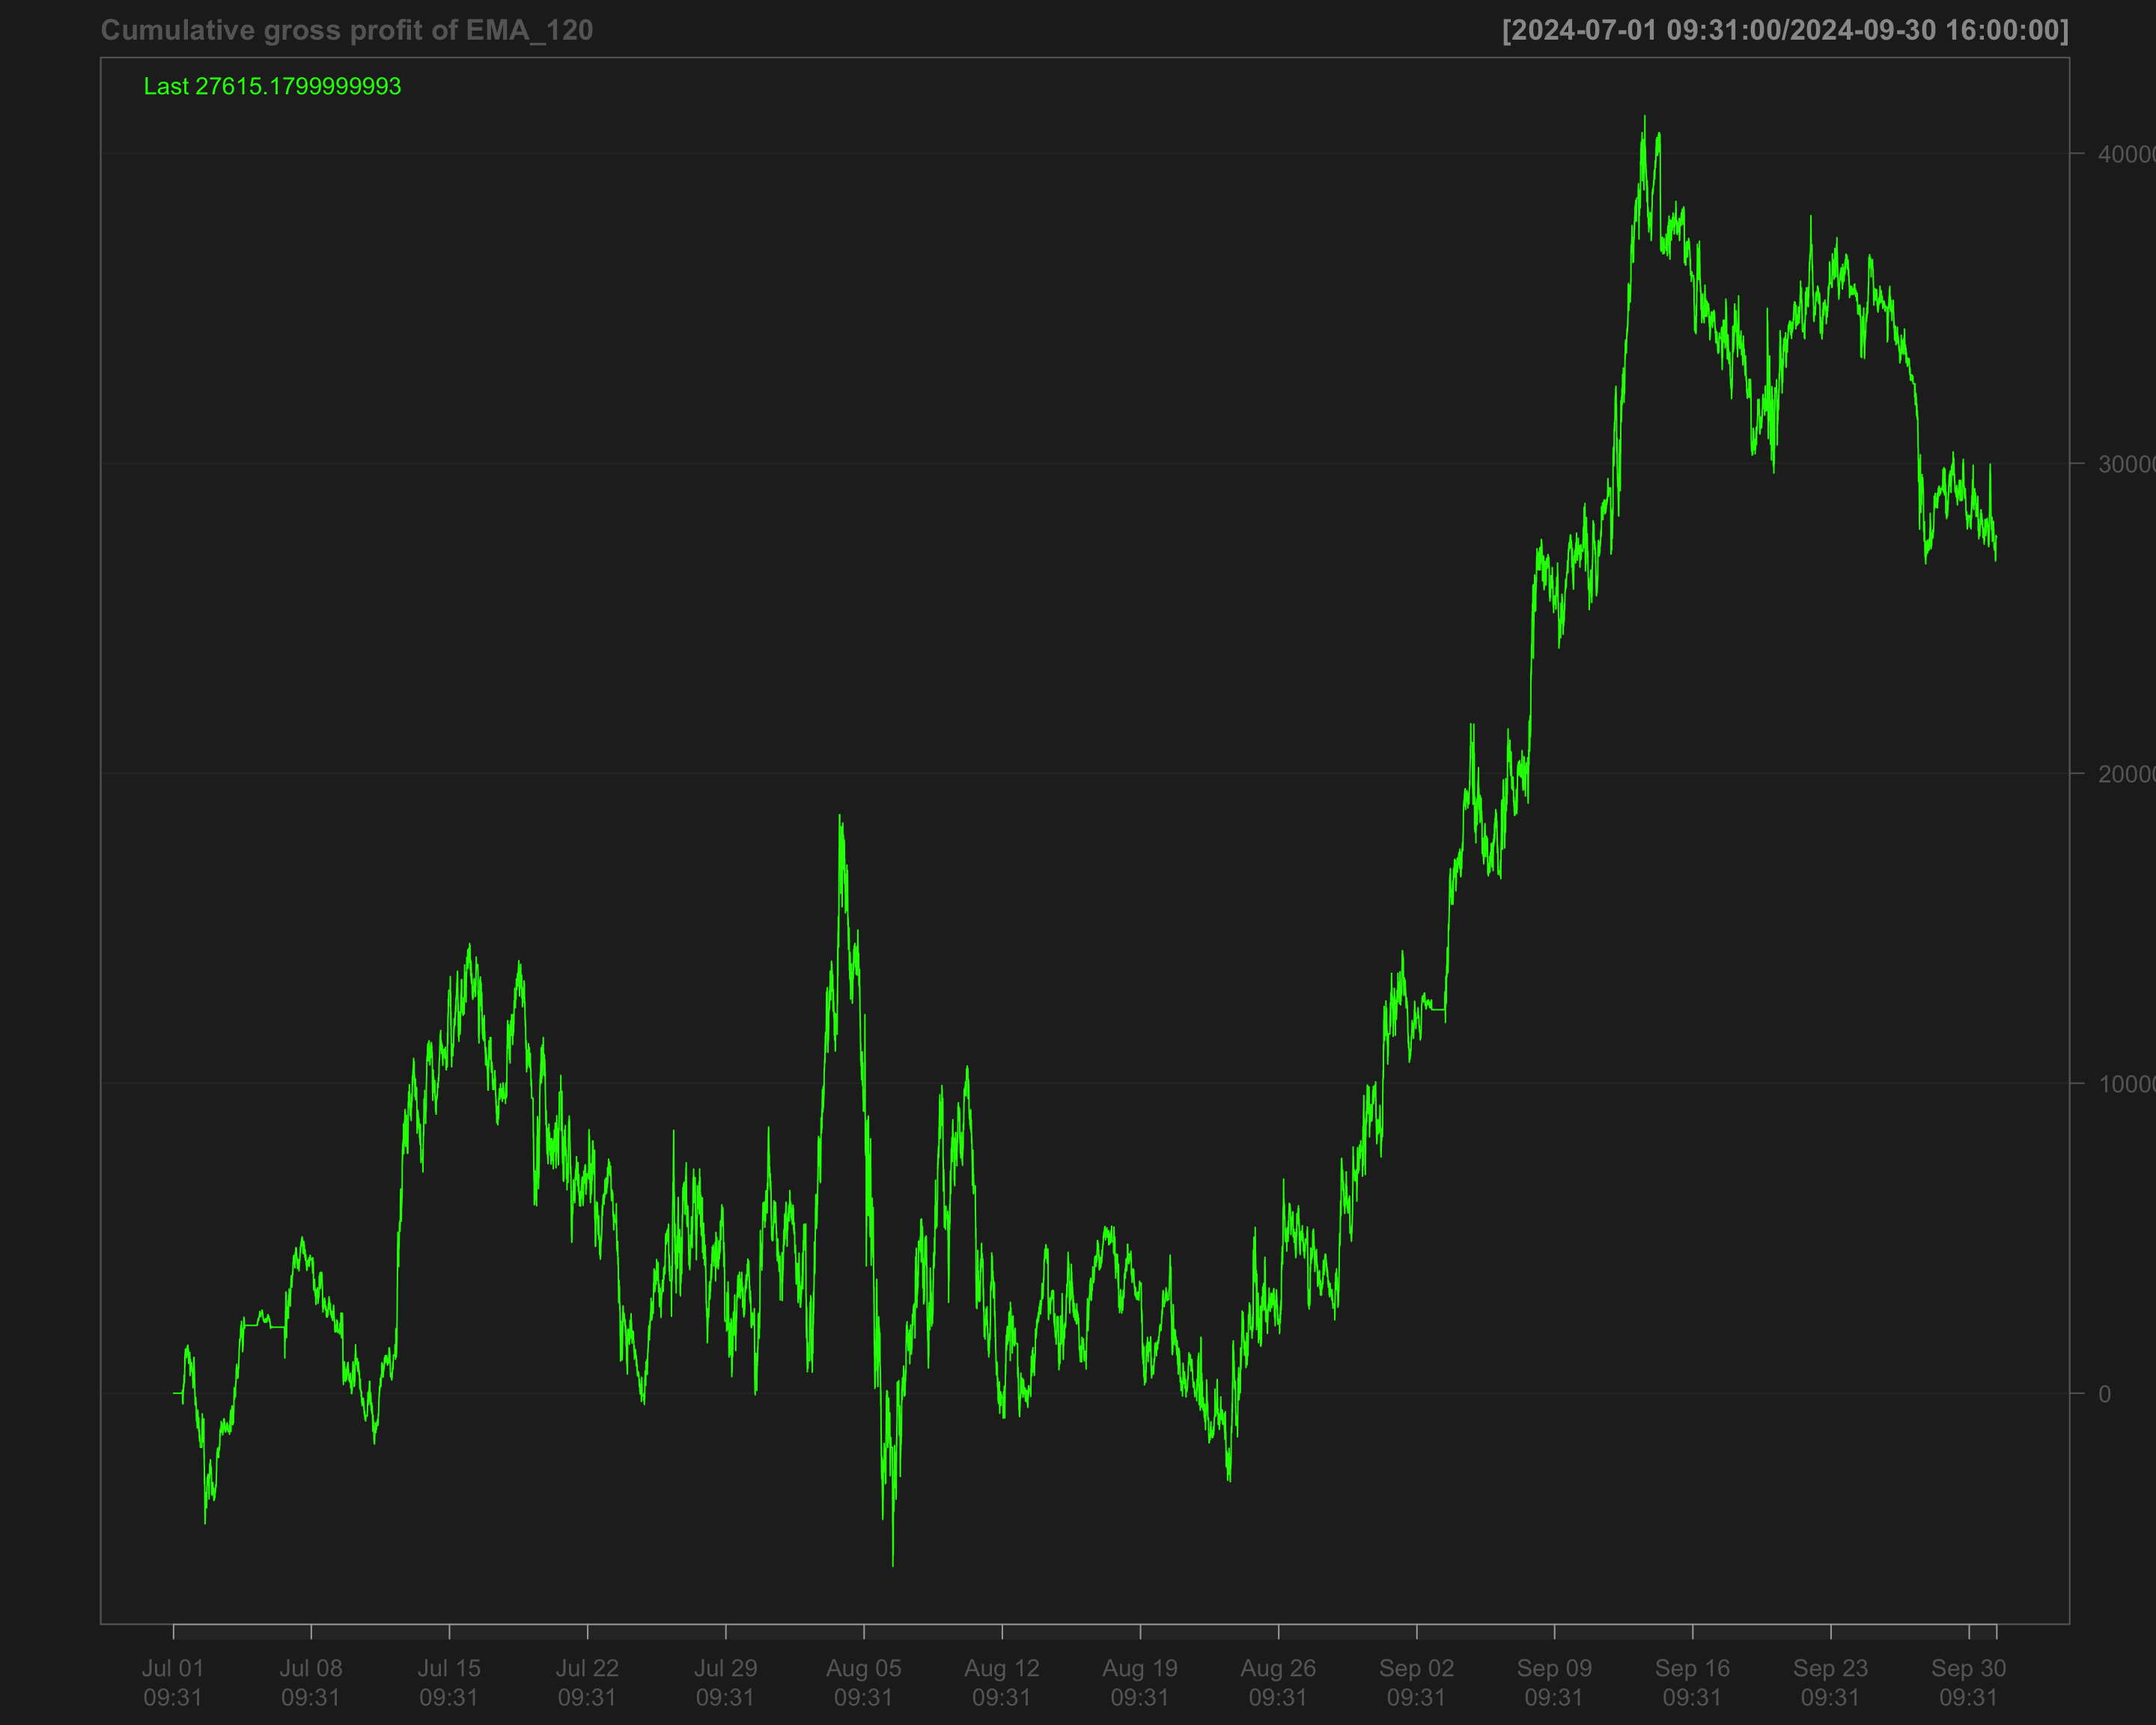 Cumulative gross profit of EMA_120 [2024-07-01 09:31:00/2024-09-30 16:00:00]
Last 27615.1799999993
40000
30000
20000
10000
0
Jul 01 Jul 08 Jul 15 Jul 22 Jul 29 Aug 05 Aug 12 Aug 19 Aug 26 Sep 02 Sep 09 Sep 16 Sep 23 Sep 30
09:31 09:31 09:31 09:31 09:31 09:31 09:31 09:31 09:31 09:31 09:31 09:31 09:31 09:31